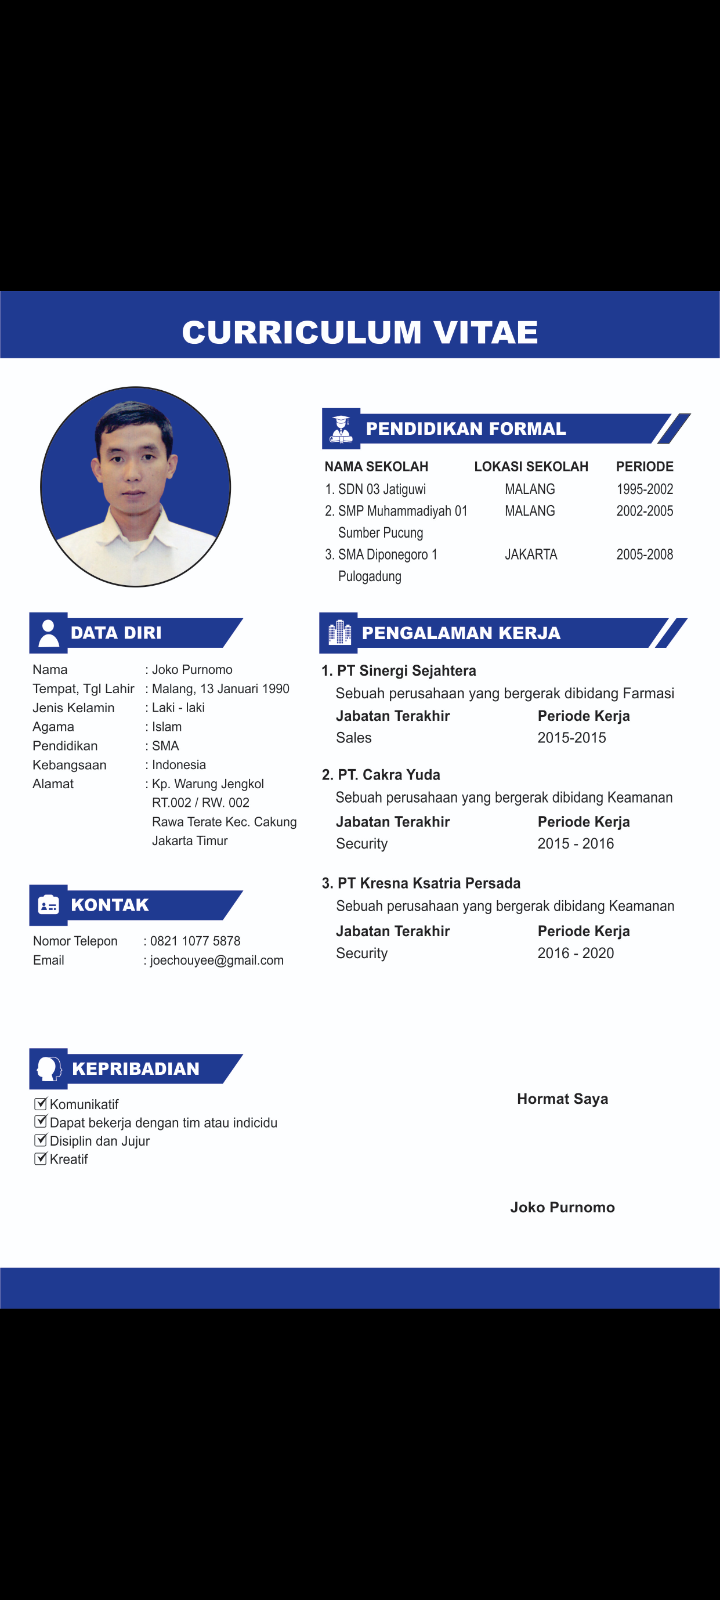 CURRICULUM VITAE
PENDIDIKAN FORMAL
NAMA SEKOLAH LOKASI SEKOLAH PERIODE
1. SDN 03 Jatiguwi MALANG 1995-2002
2. SMP Muhammadiyah 01 MALANG 2002-2005
Sumber Pucung
3. SMA Diponegoro 1 JAKARTA 2005-2008
Pulogadung
DATA DIRI
Nama : Joko Purnomo
Tempat, Tgl Lahir : Malang, 13 Januari 1990
Jenis Kelamin : Laki - laki
Agama : Islam
Pendidikan : SMA
Kebangsaan : Indonesia
Alamat : Kp. Warung Jengkol
RT.002 / RW. 002
Rawa Terate Kec. Cakung
Jakarta Timur
KONTAK
Nomor Telepon : 0821 1077 5878
Email : joechouyee@gmail.com
KEPRIBADIAN
Komunikatif
Dapat bekerja dengan tim atau indicidu
Disiplin dan Jujur
Kreatif
PENGALAMAN KERJA
1. PT Sinergi Sejahtera
Sebuah perusahaan yang bergerak dibidang Farmasi
Jabatan Terakhir Periode Kerja
Sales 2015-2015
2. PT. Cakra Yuda
Sebuah perusahaan yang bergerak dibidang Keamanan
Jabatan Terakhir Periode Kerja
Security 2015 - 2016
3. PT Kresna Ksatria Persada
Sebuah perusahaan yang bergerak dibidang Keamanan
Jabatan Terakhir Periode Kerja
Security 2016 - 2020
Hormat Saya
Joko Purnomo